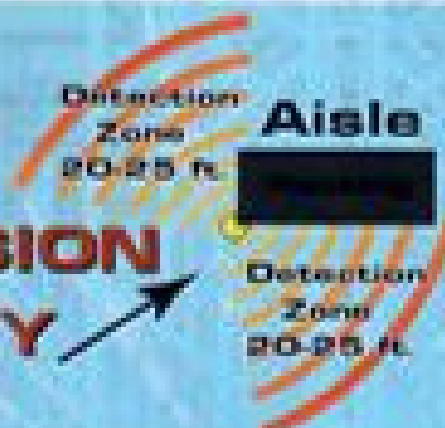 Detection
Zone
20-25 ft.
Aisle
SION
Y
Detection
Zone
20-25 ft.